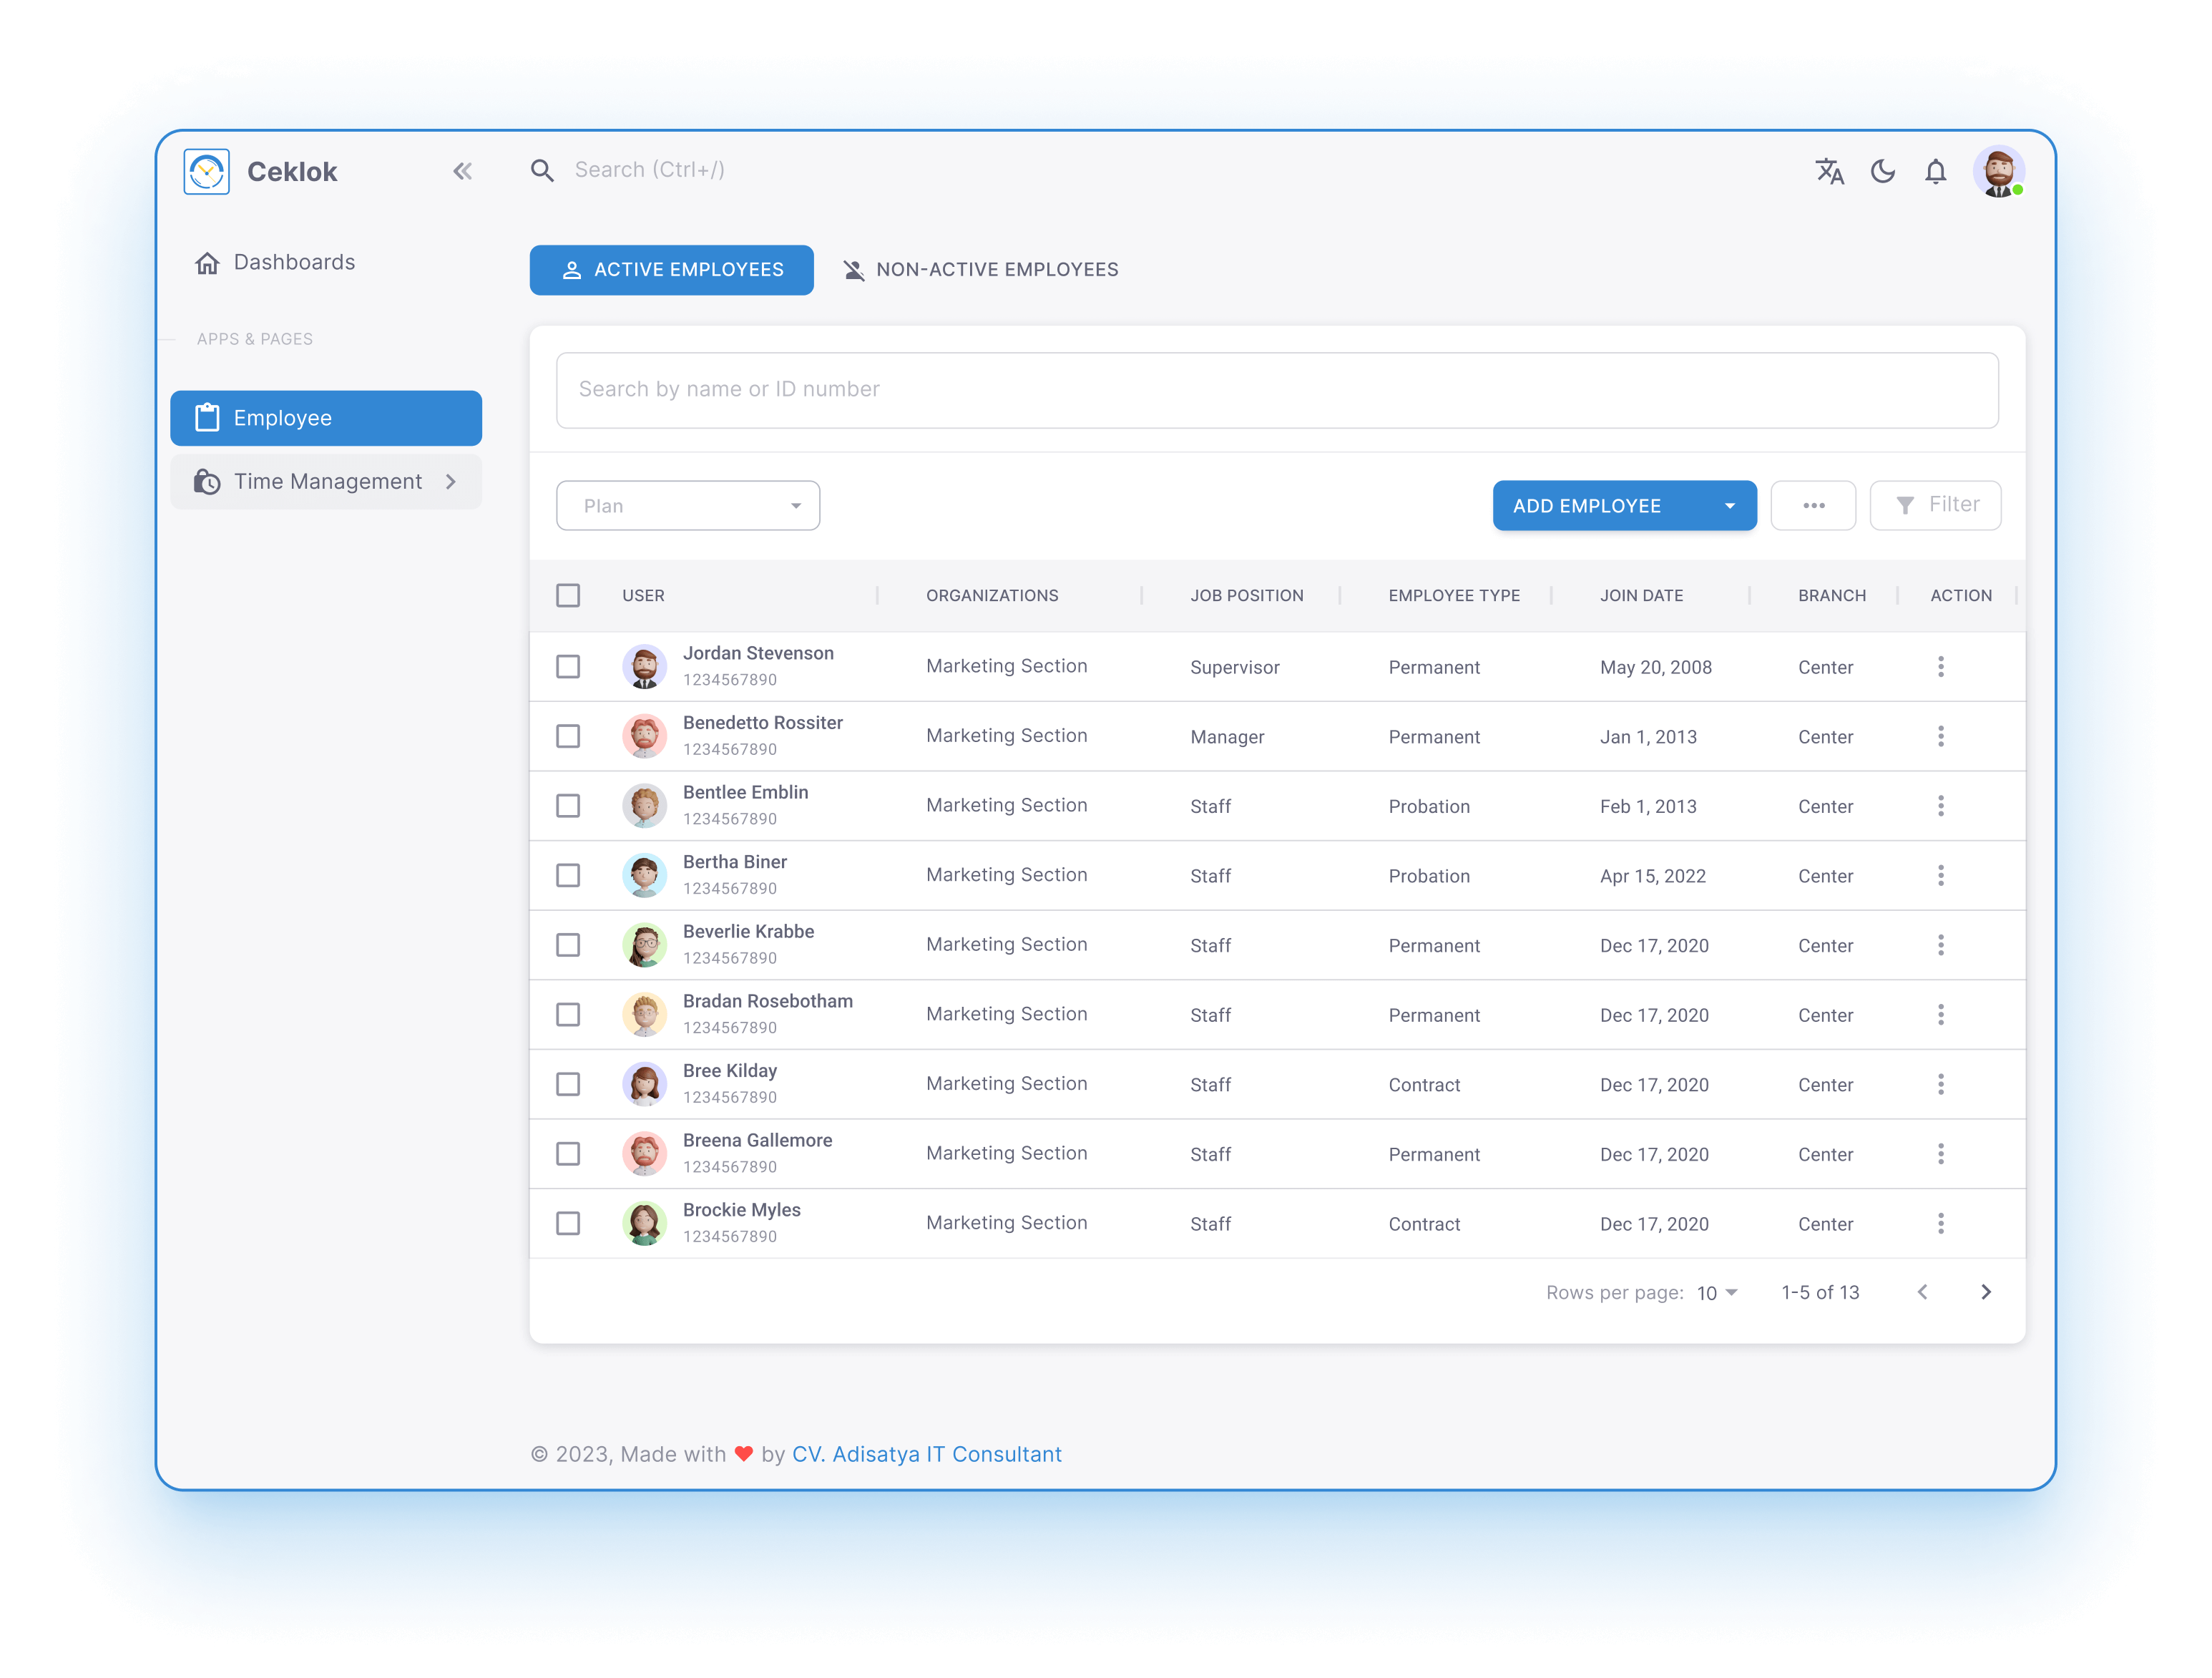 Ceklok
Search (Ctrl+/)
Dashboards
APPS & PAGES
Employee
Time Management
ACTIVE EMPLOYEES
NON-ACTIVE EMPLOYEES
Search by name or ID number
Plan
ADD EMPLOYEE
Filter
USER ORGANIZATIONS JOB POSITION EMPLOYEE TYPE JOIN DATE BRANCH ACTION
Jordan Stevenson
1234567890
Marketing Section Supervisor Permanent May 20, 2008 Center
Benedetto Rossiter
1234567890
Marketing Section Manager Permanent Jan 1, 2013 Center
Bentlee Emblin
1234567890
Marketing Section Staff Probation Feb 1, 2013 Center
Bertha Biner
1234567890
Marketing Section Staff Probation Apr 15, 2022 Center
Beverlie Krabbe
1234567890
Marketing Section Staff Permanent Dec 17, 2020 Center
Bradan Rosebotham
1234567890
Marketing Section Staff Permanent Dec 17, 2020 Center
Bree Kilday
1234567890
Marketing Section Staff Contract Dec 17, 2020 Center
Breena Gallemore
1234567890
Marketing Section Staff Permanent Dec 17, 2020 Center
Brockie Myles
1234567890
Marketing Section Staff Contract Dec 17, 2020 Center
Rows per page: 10 1-5 of 13
© 2023, Made with ❤ by CV. Adisatya IT Consultant